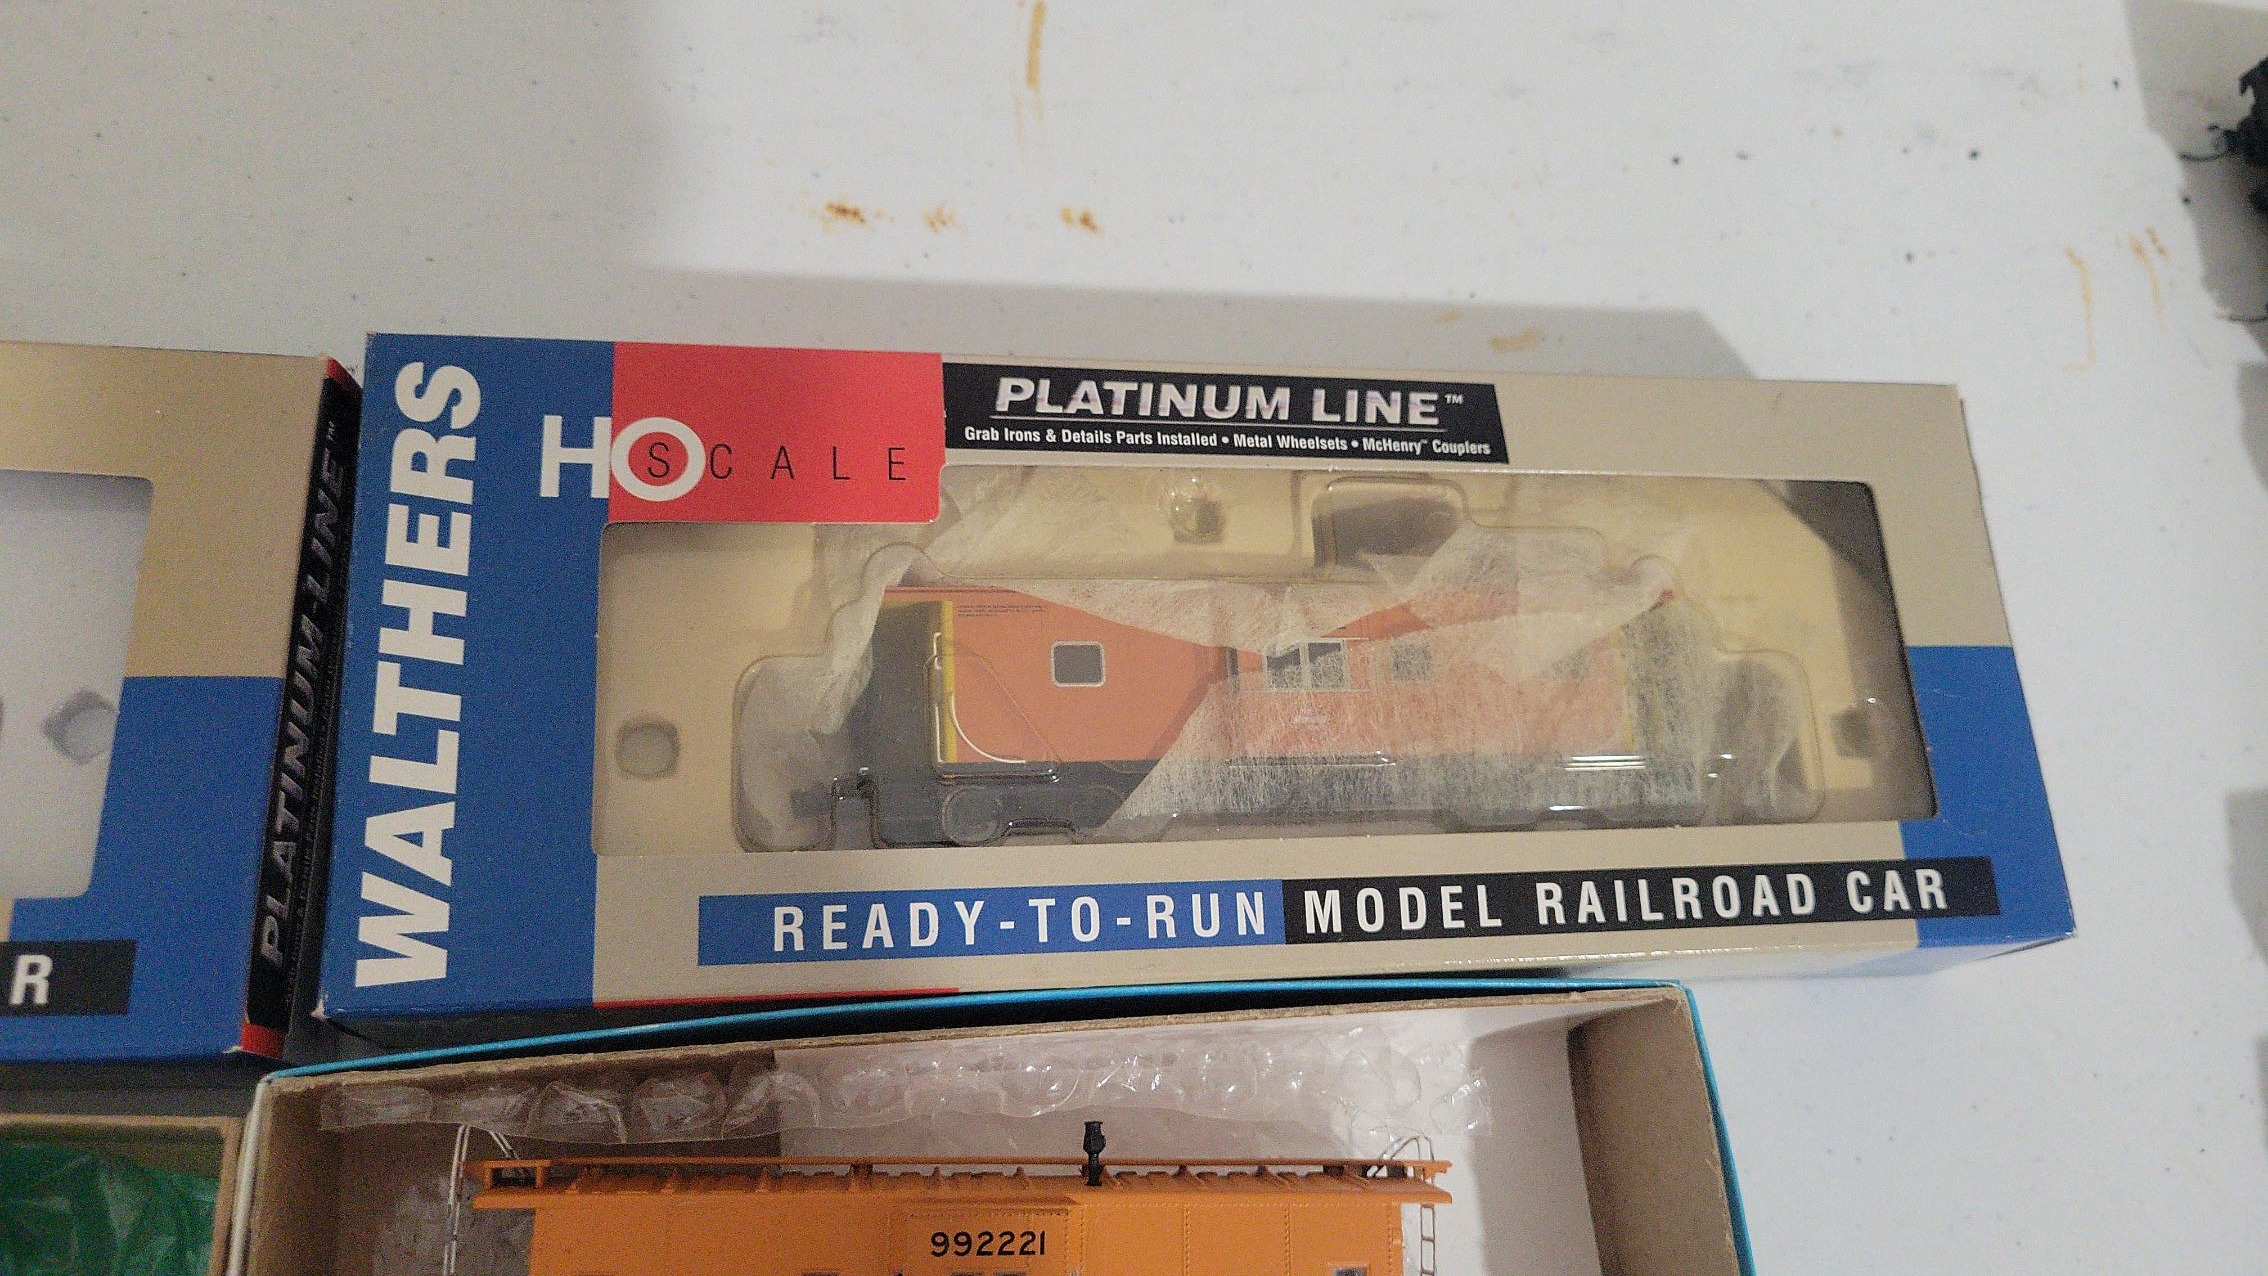 WALTHERS
HO SCALE
PLATINUM LINE™
Grab Irons & Details Parts Installed • Metal Wheelsets • McHenry™ Couplers
READY-TO-RUN MODEL RAILROAD CAR
PLATINUM LINE™
R
992221